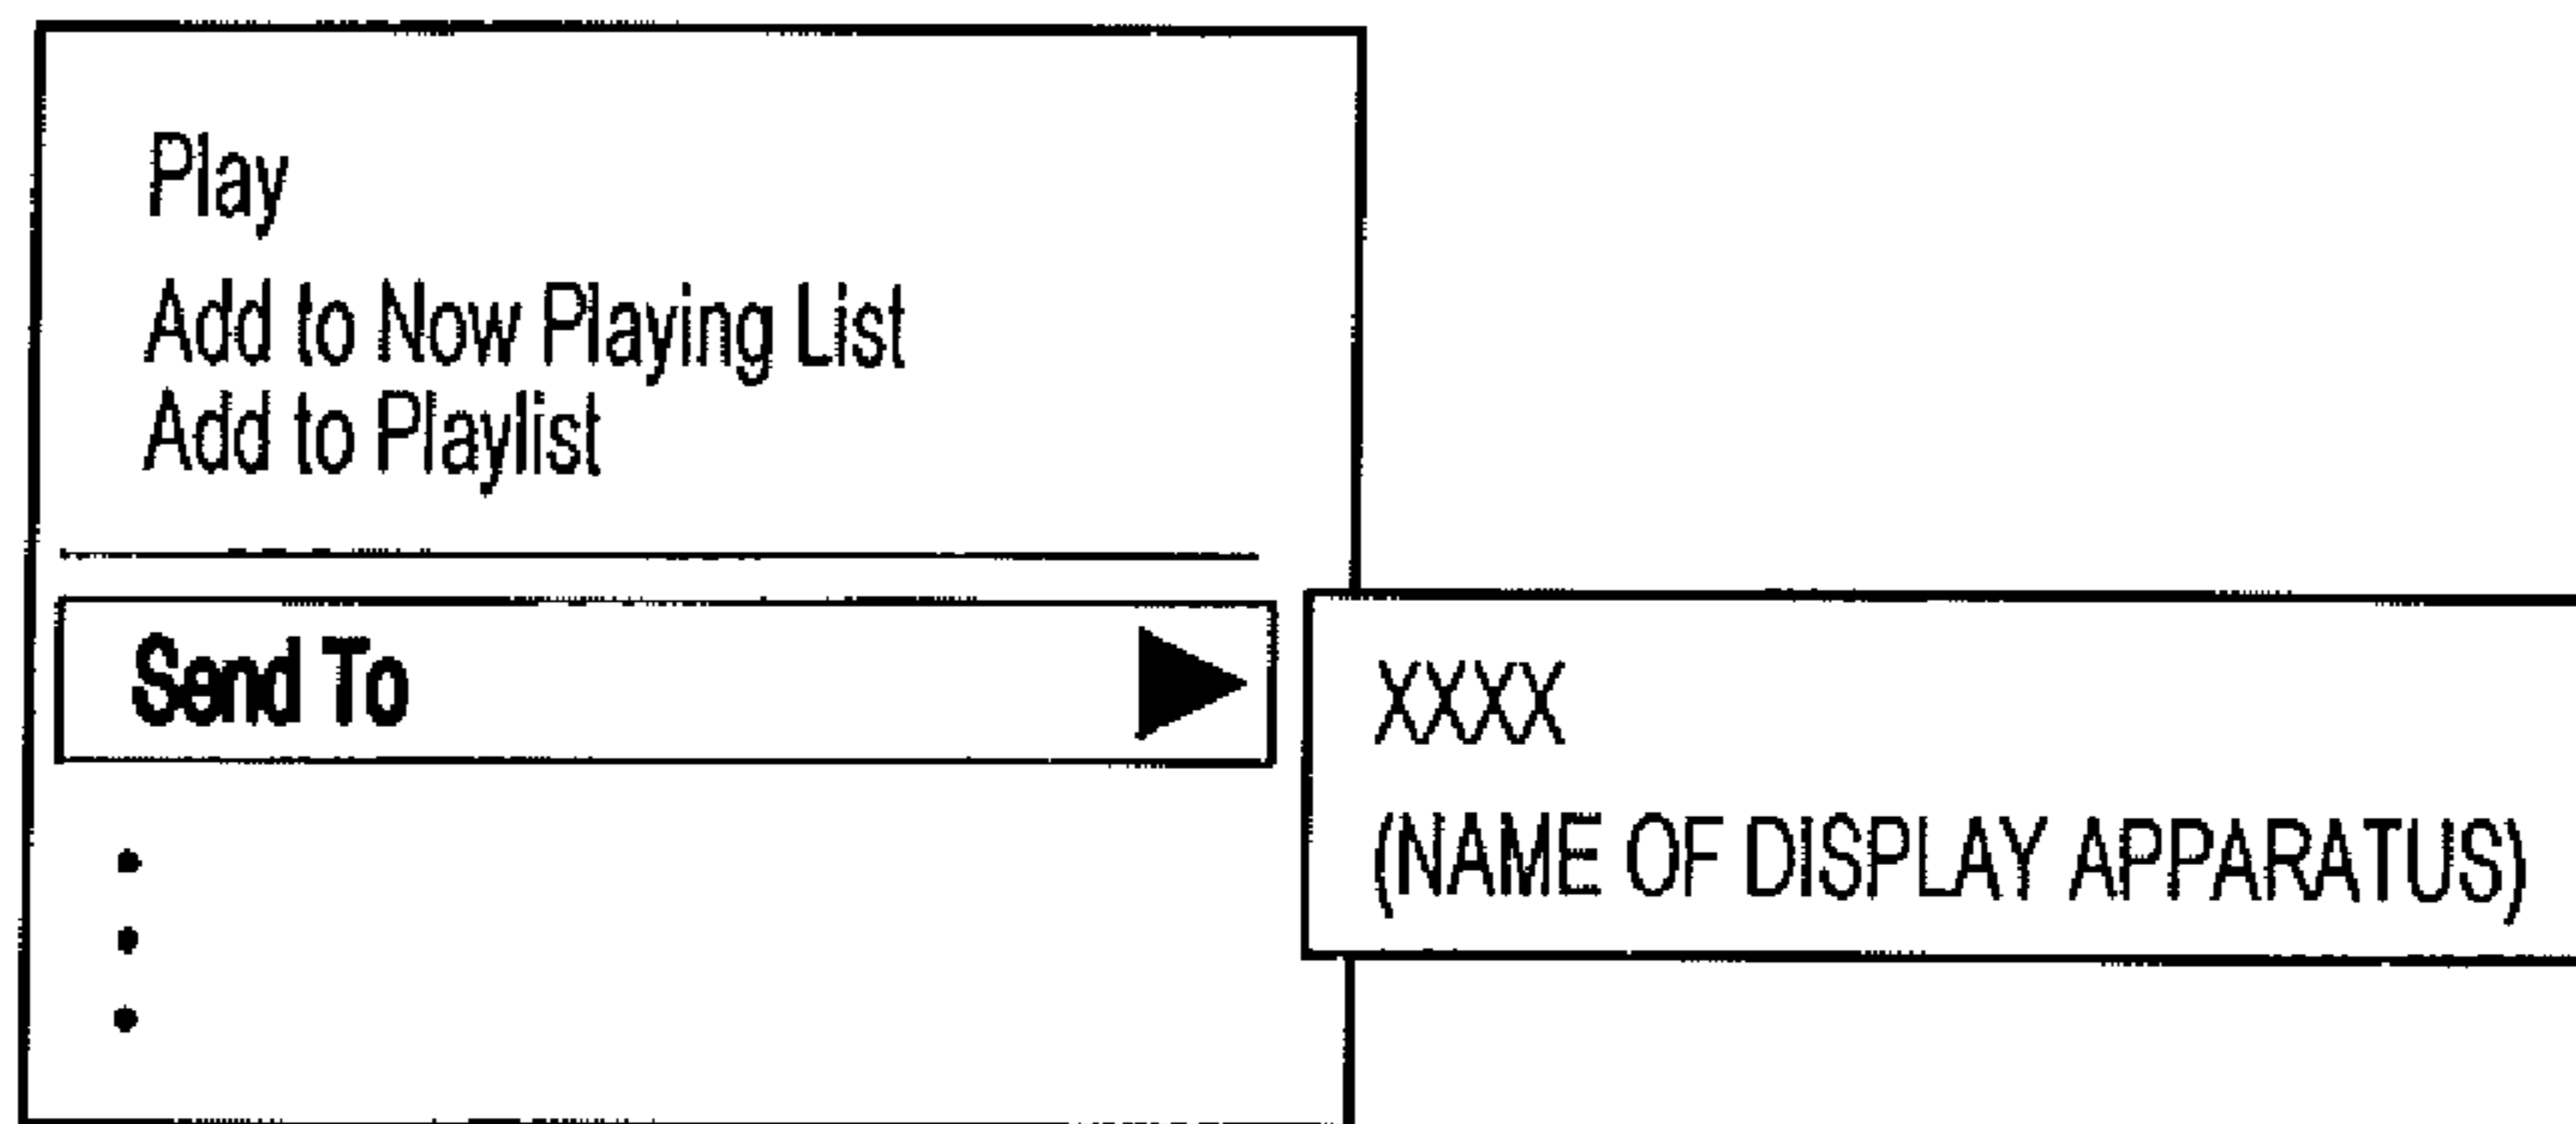 Play
Add to Now Playing List
Add to Playlist
Send To
XXXX
(NAME OF DISPLAY APPARATUS)